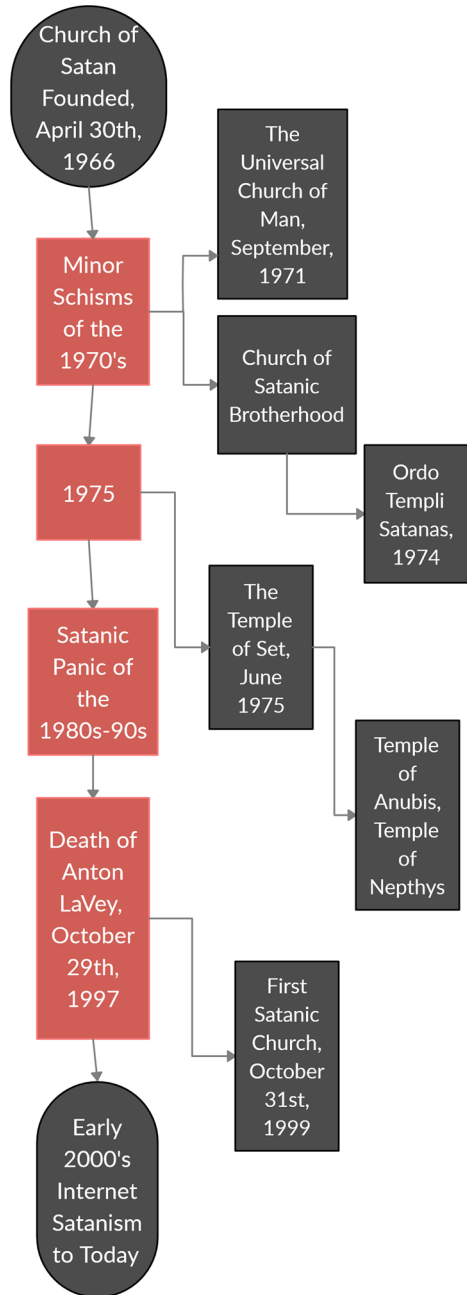 Church of
Satan
Founded,
April 30th,
1966
The
Universal
Church of
Man,
September,
1971
Minor
Schisms
of the
1970's
Church of
Satanic
Brotherhood
Ordo
Templi
Satanas,
1974
1975
The
Temple
of Set,
June
1975
Satanic
Panic of
the
1980s-90s
Temple
of
Anubis,
Temple
of
Nepthys
Death of
Anton
LaVey,
October
29th,
1997
First
Satanic
Church,
October
31st,
1999
Early
2000's
Internet
Satanism
to Today